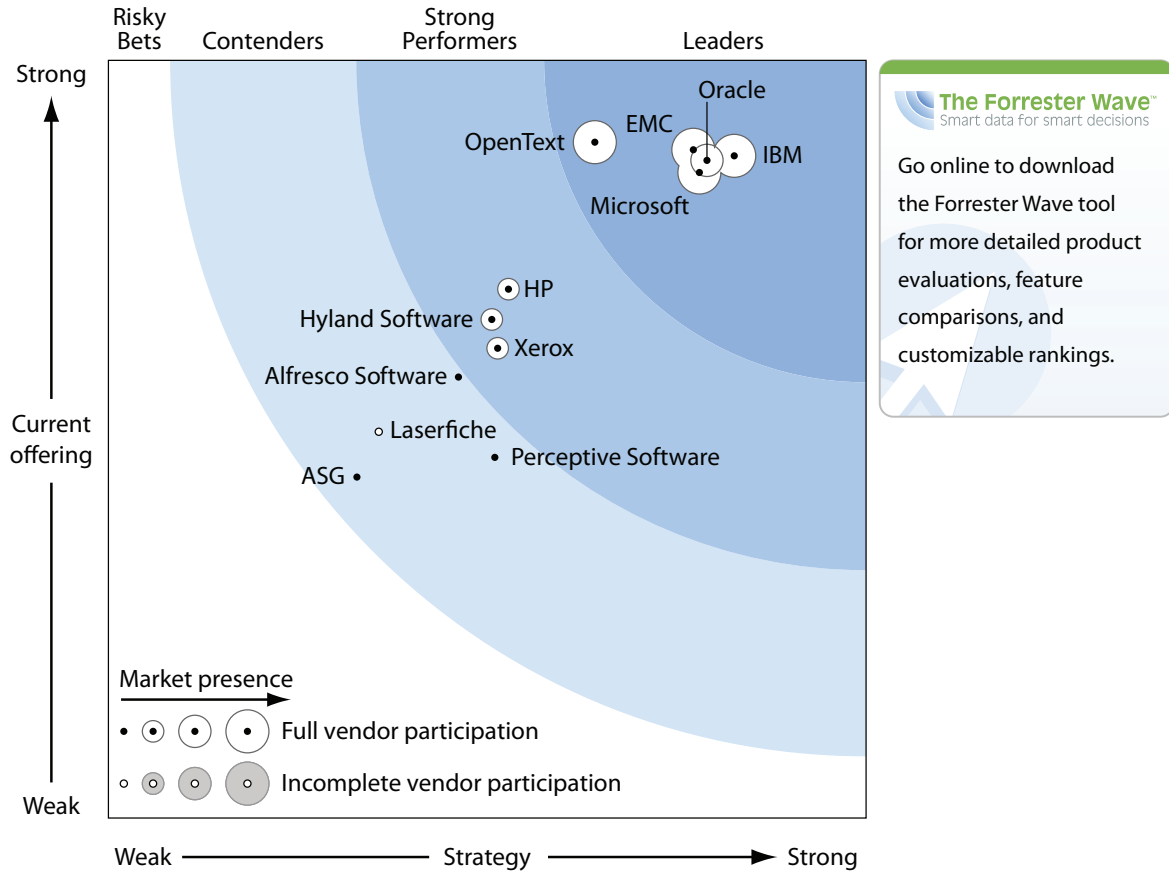 Risky
Bets
Contenders
Strong
Performers
Leaders
Strong
Current
offering
Weak
Oracle
EMC
OpenText
IBM
Microsoft
HP
Hyland Software
Xerox
Alfresco Software
Laserfiche
Perceptive Software
ASG
Market presence
Full vendor participation
Incomplete vendor participation
Weak
Strategy
Strong
The Forrester Wave™
Smart data for smart decisions
Go online to download
the Forrester Wave tool
for more detailed product
evaluations, feature
comparisons, and
customizable rankings.